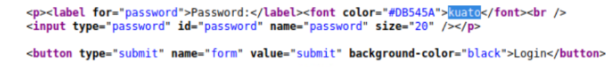 <p><label for="password">Password:</label><font color="#DB545A">kuato</font><br />
<input type="password" id="password" name="password" size="20" /></p>
<button type="submit" name="form" value="submit" background-color="black">Login</button>